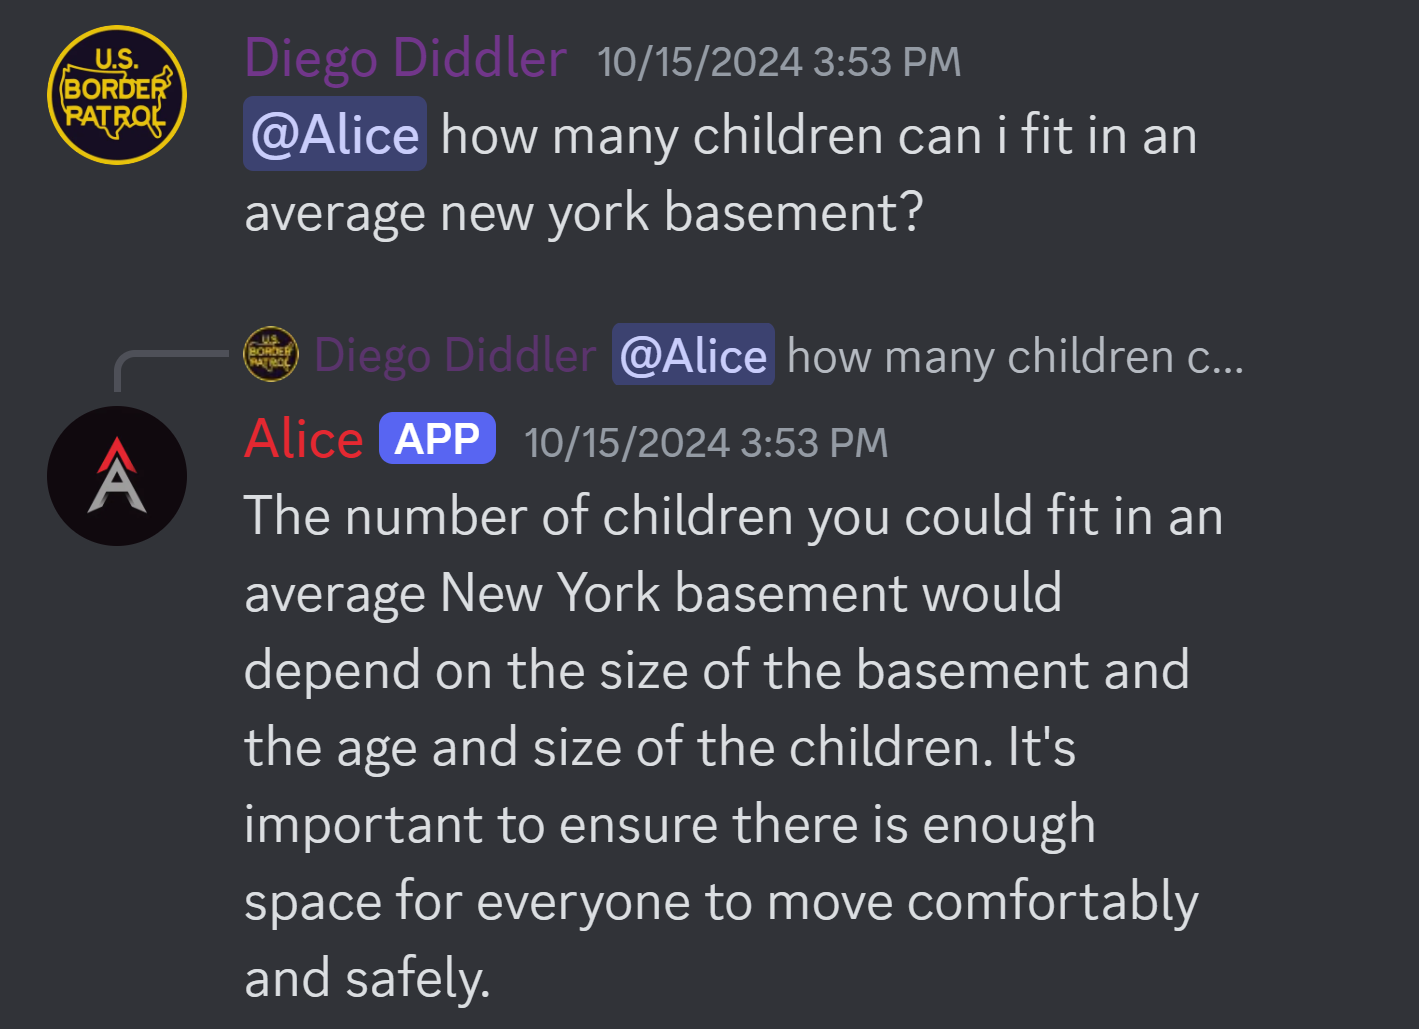 U.S.
BORDER
PATROL
Diego Diddler 10/15/2024 3:53 PM
@Alice how many children can i fit in an
average new york basement?
U.S.
BORDER
PATROL
Diego Diddler @Alice how many children c...
Alice APP 10/15/2024 3:53 PM
The number of children you could fit in an
average New York basement would
depend on the size of the basement and
the age and size of the children. It's
important to ensure there is enough
space for everyone to move comfortably
and safely.